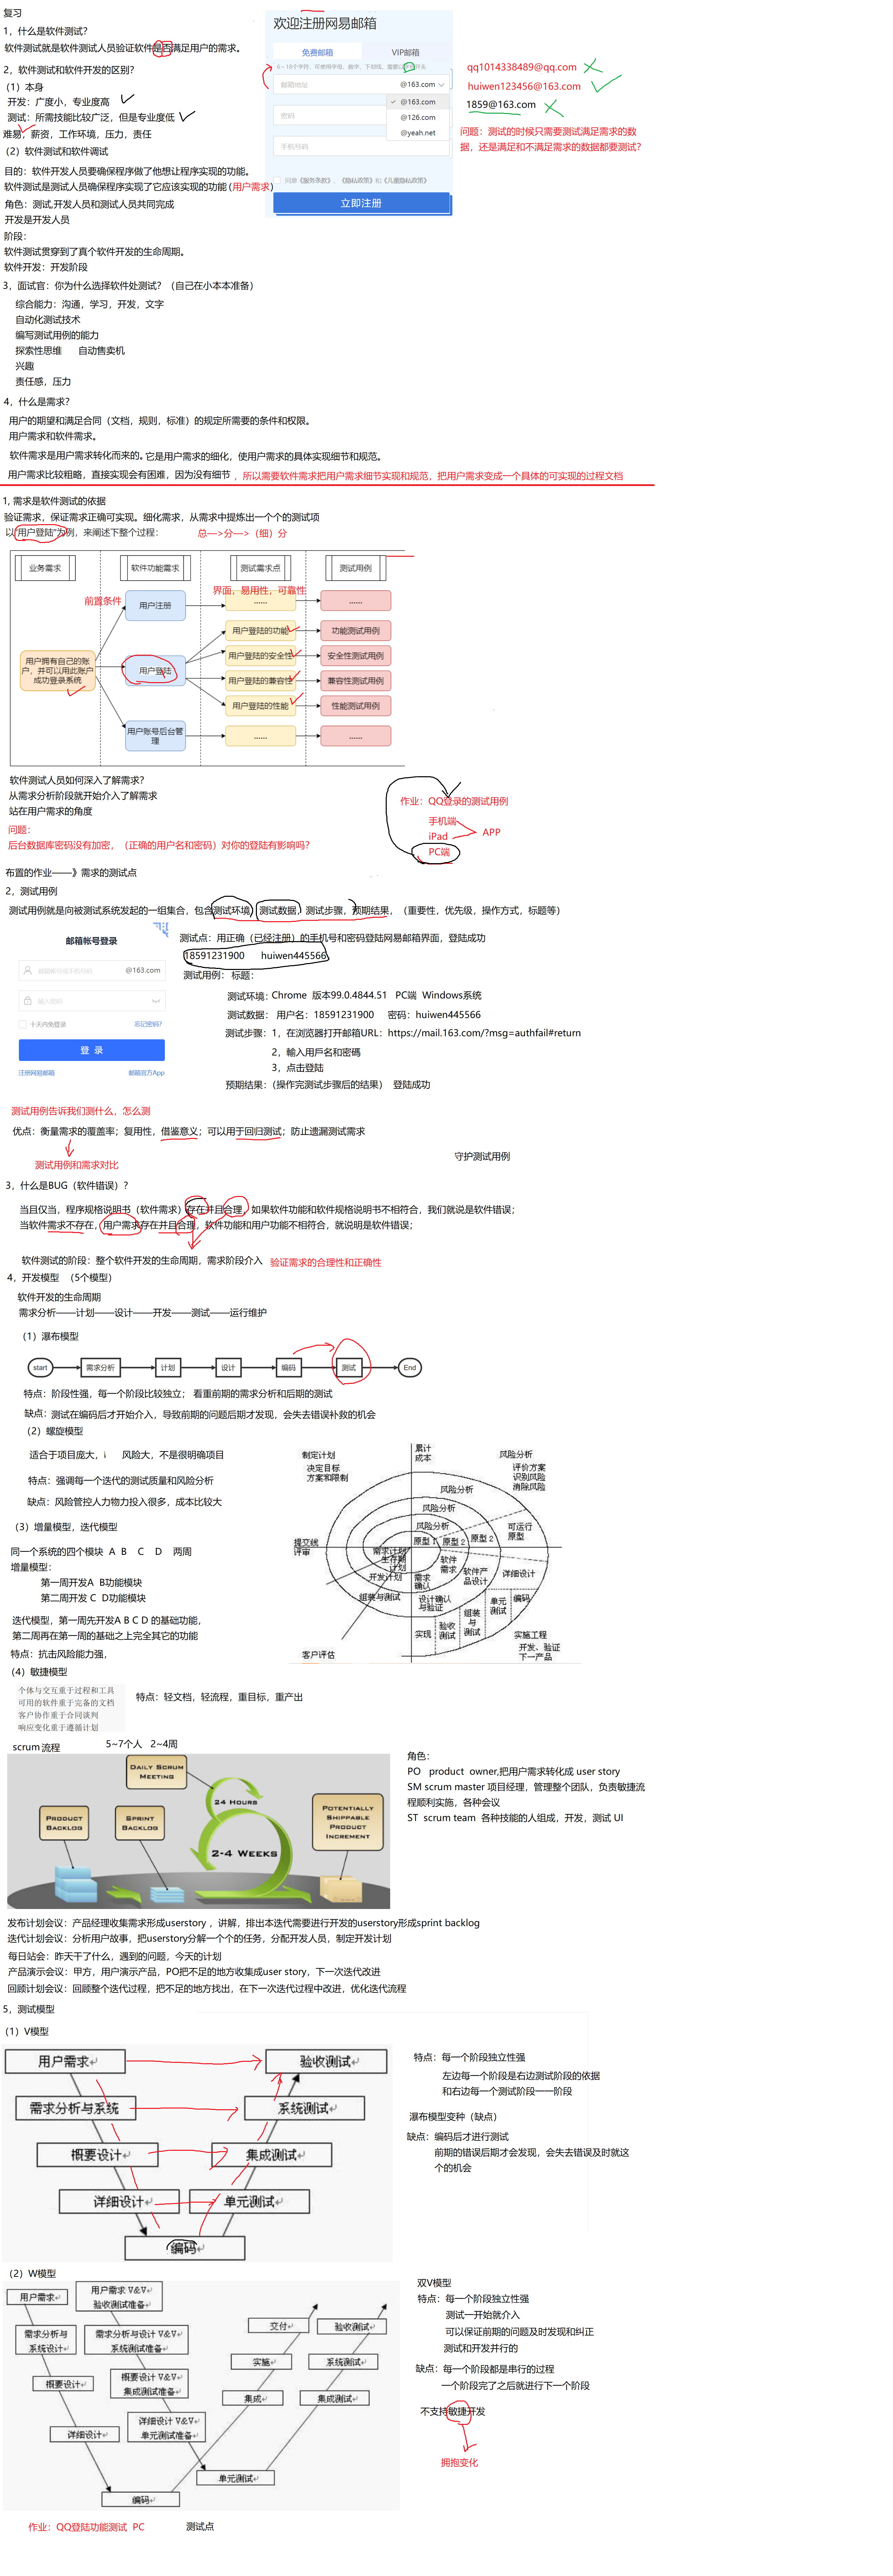 复习
1，什么是软件测试?
软件测试就是软件测试人员验证软件是否满足用户的需求。
2，软件测试和软件开发的区别?
（1）本身
开发：广度小，专业度高
测试：所需技能比较广泛，但是专业度低
难易，薪资，工作环境，压力，责任
（2）软件测试和软件调试
目的：软件开发人员要确保程序做了他想让程序实现的功能。
软件测试是测试人员确保程序实现了它应该实现的功能（用户需求）
角色：测试,开发人员和测试人员共同完成
开发是开发人员
阶段：
软件测试贯穿到了真个软件开发的生命周期。
软件开发：开发阶段
欢迎注册网易邮箱
免费邮箱 VIP邮箱
6～18个字符，可使用字母、数字、下划线，需要以字母开头
邮箱地址 @163.com
@163.com
密码
@126.com
@yeah.net
手机号码
同意《服务条款》、《隐私政策》和《儿童隐私政策》
立即注册
qq1014338489@qq.com
huiwen123456@163.com
1859@163.com
问题：测试的时候只需要测试满足需求的数
据，还是满足和不满足需求的数据都要测试?
3，面试官：你为什么选择软件处测试？（自己在小本本准备）
综合能力：沟通，学习，开发，文字
自动化测试技术
编写测试用例的能力
探索性思维 自动售卖机
兴趣
责任感，压力
4，什么是需求?
用户的期望和满足合同（文档，规则，标准）的规定所需要的条件和权限。
用户需求和软件需求。
软件需求是用户需求转化而来的。它是用户需求的细化，使用户需求的具体实现细节和规范。
用户需求比较粗略，直接实现会有困难，因为没有细节，所以需要软件需求把用户需求细节实现和规范，把用户需求变成一个具体的可实现的过程文档
1, 需求是软件测试的依据
验证需求，保证需求正确可实现。细化需求，从需求中提炼出一个个的测试项
以“用户登陆”为例，来阐述下整个过程： 总—>分—>（细）分
业务需求 软件功能需求 测试需求点 测试用例
前置条件 界面，易用性，可靠性
用户注册 ...... ......
用户登陆的功能 功能测试用例
用户拥有自己的账
户，并可以用此账户
成功登录系统
用户登陆
用户登陆的安全性 安全性测试用例
用户登陆的兼容性 兼容性测试用例
用户登陆的性能 性能测试用例
用户账号后台管
理
...... ......
软件测试人员如何深入了解需求?
从需求分析阶段就开始介入了解需求
站在用户需求的角度
问题：
后台数据库密码没有加密，（正确的用户名和密码）对你的登陆有影响吗?
作业：QQ登录的测试用例
手机端
iPad APP
PC端
布置的作业——》需求的测试点
2，测试用例
测试用例就是向被测试系统发起的一组集合，包含测试环境，测试数据，测试步骤，预期结果，（重要性，优先级，操作方式，标题等）
邮箱帐号登录
邮箱帐号或手机号码 @163.com
输入密码
十天内免登录 忘记密码?
登 录
注册网易邮箱 邮箱官方App
测试点：用正确（已经注册）的手机号和密码登陆网易邮箱界面，登陆成功
18591231900 huiwen445566
测试用例：标题：
测试环境：Chrome 版本99.0.4844.51 PC端 Windows系统
测试数据： 用户名：18591231900 密码：huiwen445566
测试步骤：1，在浏览器打开邮箱URL：https://mail.163.com/?msg=authfail#return
2，輸入用戶名和密碼
3，点击登陆
预期结果：（操作完测试步骤后的结果） 登陆成功
测试用例告诉我们测什么，怎么测
优点：衡量需求的覆盖率；复用性，借鉴意义；可以用于回归测试；防止遗漏测试需求
测试用例和需求对比
守护测试用例
3，什么是BUG（软件错误）?
当且仅当，程序规格说明书（软件需求）存在并且合理，如果软件功能和软件规格说明书不相符合，我们就说是软件错误；
当软件需求不存在，用户需求存在并且合理，软件功能和用户功能不相符合，就说明是软件错误；
软件测试的阶段：整个软件开发的生命周期，需求阶段介入 验证需求的合理性和正确性
4，开发模型 （5个模型）
软件开发的生命周期
需求分析——计划——设计——开发——测试——运行维护
（1）瀑布模型
start 需求分析 计划 设计 编码 测试 End
特点：阶段性强，每一个阶段比较独立； 看重前期的需求分析和后期的测试
缺点：测试在编码后才开始介入，导致前期的问题后期才发现，会失去错误补救的机会
（2）螺旋模型
适合于项目庞大，i 风险大，不是很明确项目
特点：强调每一个迭代的测试质量和风险分析
缺点：风险管控人力物力投入很多，成本比较大
制定计划
决定目标
方案和限制
累计
成本
风险分析
评价方案
识别风险
消除风险
风险分析
风险分析
风险分析
提交线
评审
原型 1 原型 2 原型 2
可运行
原型
需求计划
生存期
计划
开发计划
组装与测试
需求
确认
软件
需求
软件产
品设计
详细设计
设计确认
与验证
单元
测试
编码
组装
与
测试
实现
验收
测试
实施工程
客户评估
开发、验证
下一产品
（3）增量模型，迭代模型
同一个系统的四个模块 A B C D 两周
增量模型：
第一周开发A B功能模块
第二周开发 C D功能模块
迭代模型，第一周先开发A B C D 的基础功能，
第二周再在第一周的基础之上完全其它的功能
特点：抗击风险能力强，
（4）敏捷模型
个体与交互重于过程和工具
可用的软件重于完备的文档
客户协作重于合同谈判
响应变化重于遵循计划
特点：轻文档，轻流程，重目标，重产出
scrum 流程 5~7个人 2~4周
DAILY SCRUM
MEETING
24 HOURS
PRODUCT
BACKLOG
SPRINT
BACKLOG
2-4 WEEKS
POTENTIALLY
SHIPPABLE
PRODUCT
INCREMENT
角色：
PO product owner,把用户需求转化成 user story
SM scrum master 项目经理，管理整个团队，负责敏捷流
程顺利实施，各种会议
ST scrum team 各种技能的人组成，开发，测试 UI
发布计划会议：产品经理收集需求形成userstory ，讲解，排出本迭代需要进行开发的userstory形成sprint backlog
迭代计划会议：分析用户故事，把userstory分解一个个的任务，分配开发人员，制定开发计划
每日站会：昨天干了什么，遇到的问题，今天的计划
产品演示会议：甲方，用户演示产品，PO把不足的地方收集成user story，下一次迭代改进
回顾计划会议：回顾整个迭代过程，把不足的地方找出，在下一次迭代过程中改进，优化迭代流程
5，测试模型
（1）V模型
用户需求 验收测试
需求分析与系统 系统测试
概要设计 集成测试
详细设计 单元测试
编码
特点：每一个阶段独立性强
左边每一个阶段是右边测试阶段的依据
和右边每一个测试阶段一一阶段
瀑布模型变种（缺点）
缺点：编码后才进行测试
前期的错误后期才会发现，会失去错误及时就这
个的机会
（2）W模型
用户需求
用户需求 V&V
验收测试准备
需求分析与
系统设计
需求分析与设计 V&V
系统测试准备
概要设计
概要设计 V&V
集成测试准备
详细设计
详细设计 V&V
单元测试准备
编码
单元测试
集成 集成测试
实施 系统测试
交付 验收测试
双V模型
特点：每一个阶段独立性强
测试一开始就介入
可以保证前期的问题及时发现和纠正
测试和开发并行的
缺点：每一个阶段都是串行的过程
一个阶段完了之后就进行下一个阶段
不支持敏捷开发
拥抱变化
作业：QQ登陆功能测试 PC 测试点